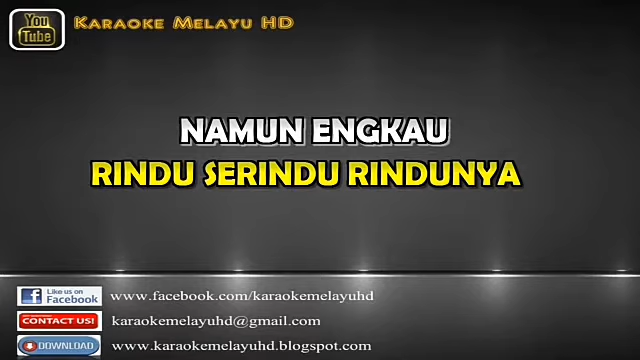 You
Tube
KARAOKE MELAYU HD
NAMUN ENGKAU
RINDU SERINDU RINDUNYA
Like us on
Facebook
www.facebook.com/karaokemelayuhd
CONTACT US!
karaokemelayuhd@gmail.com
DOWNLOAD
www.karaokemelayuhd.blogspot.com